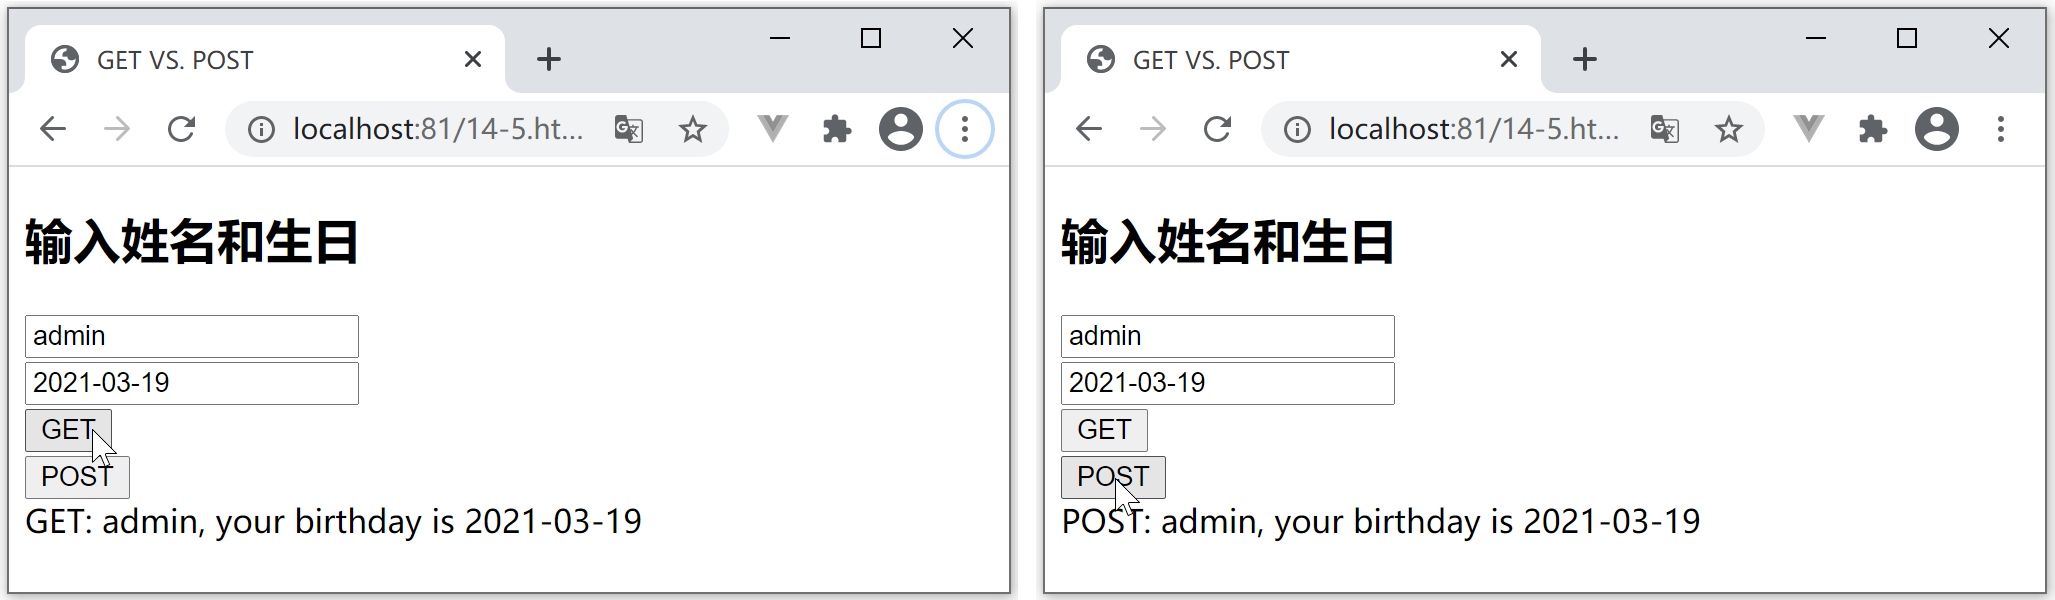 GET VS. POST
localhost:81/14-5.ht...
输入姓名和生日
admin
2021-03-19
GET
POST
GET: admin, your birthday is 2021-03-19
GET VS. POST
localhost:81/14-5.ht...
输入姓名和生日
admin
2021-03-19
GET
POST
POST: admin, your birthday is 2021-03-19